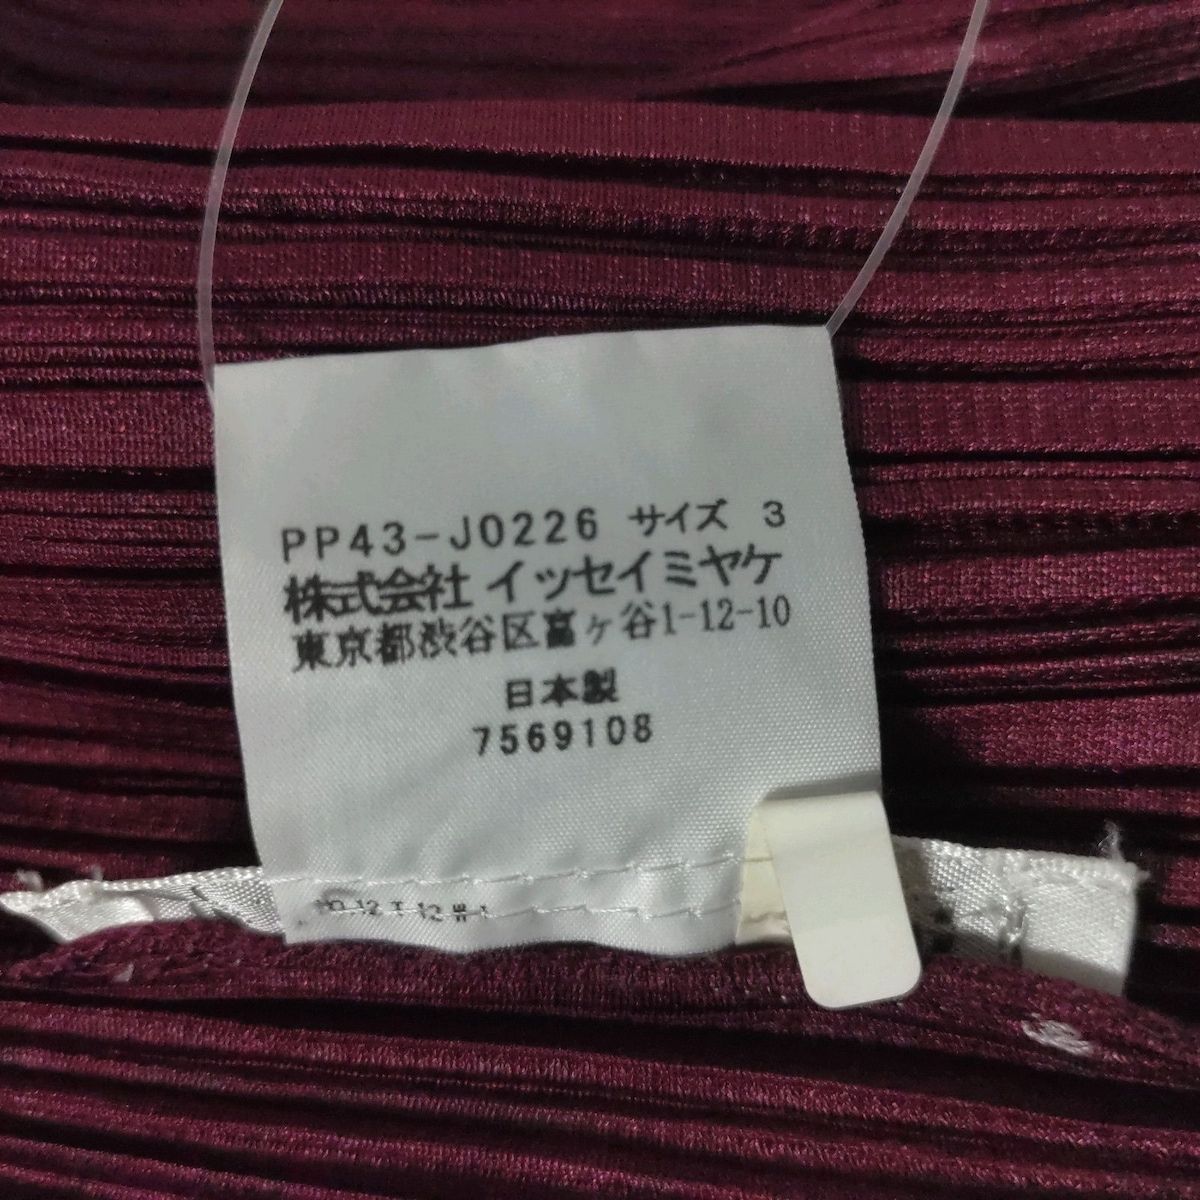 PP43-J0226 サイズ 3
株式会社 イッセイミヤケ
東京都渋谷区富ヶ谷1-12-10
日本製
7569108